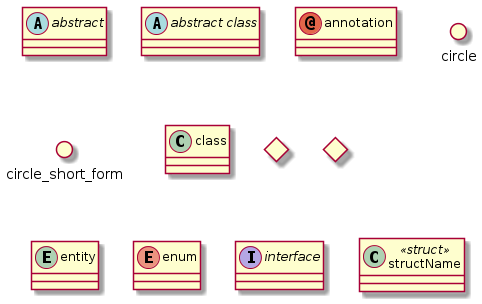 A abstract
A abstract class
@ annotation
circle
circle_short_form
C class
E entity
E enum
I interface
C «struct»
structName